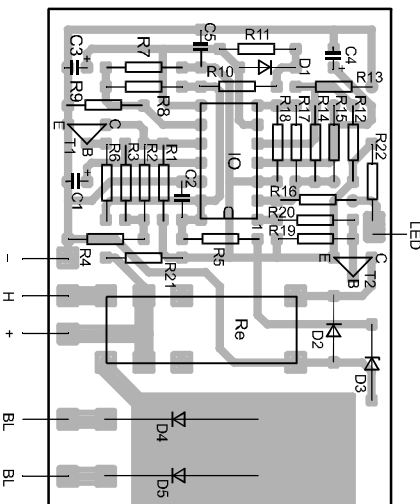 C5
R11
C3
R7
C4
D1
R10
R13
R9
R8
E
C
B
T1
R18
R17
R14
R15
R12
IO
R22
R6
R3
R2
R1
C1
C2
R16
R20
R19
1
LED
R4
R5
R21
E
C
B
T2
–
H
+
Re
D2
D3
BL
D4
BL
D5